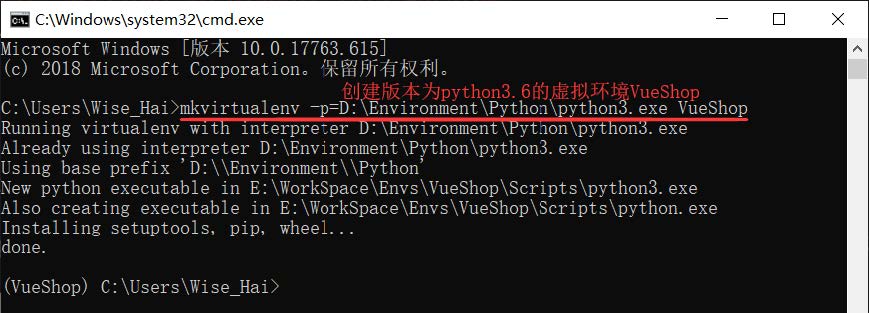 C:\Windows\system32\cmd.exe
Microsoft Windows [版本 10.0.17763.615]
(c) 2018 Microsoft Corporation。保留所有权利。
创建版本为python3.6的虚拟环境VueShop
C:\Users\Wise_Hai>mkvirtualenv -p=D:\Environment\Python\python3.exe VueShop
Running virtualenv with interpreter D:\Environment\Python\python3.exe
Already using interpreter D:\Environment\Python\python3.exe
Using base prefix 'D:\\Environment\\Python'
New python executable in E:\WorkSpace\Envs\VueShop\Scripts\python3.exe
Also creating executable in E:\WorkSpace\Envs\VueShop\Scripts\python.exe
Installing setuptools, pip, wheel...
done.
(VueShop) C:\Users\Wise_Hai>